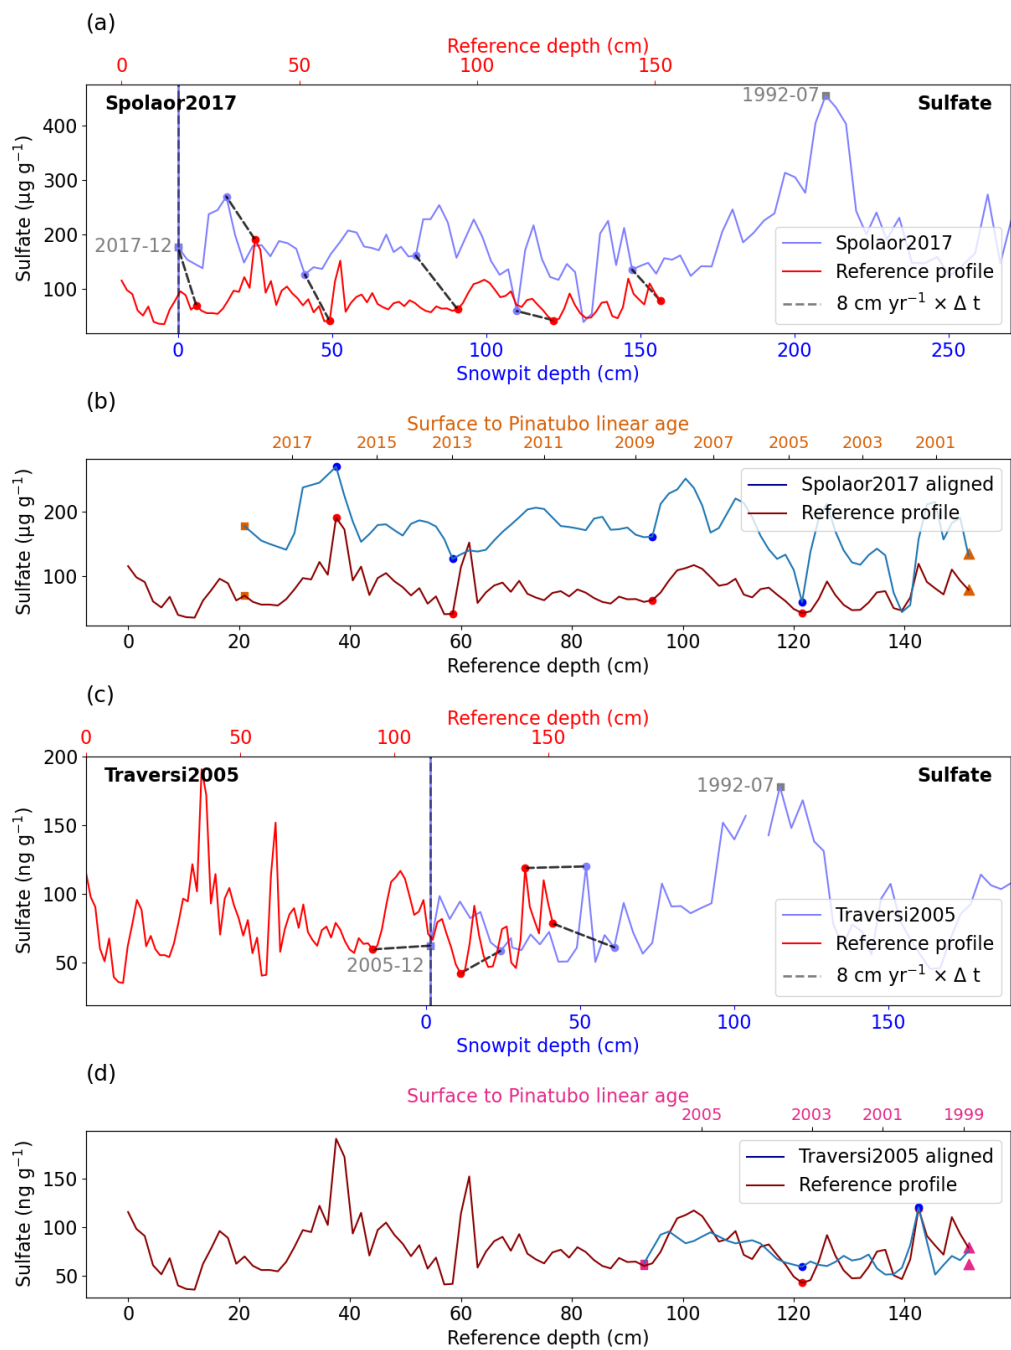 (a)
Reference depth (cm)
0 50 100 150
Spolaor2017
1992-07
Sulfate
Sulfate (µg g⁻¹)
400
300
200
100
2017-12
Spolaor2017
Reference profile
8 cm yr⁻¹ × Δ t
0 50 100 150 200 250
Snowpit depth (cm)
(b)
Surface to Pinatubo linear age
2017 2015 2013 2011 2009 2007 2005 2003 2001
Sulfate (µg g⁻¹)
200
100
Spolaor2017 aligned
Reference profile
0 20 40 60 80 100 120 140
Reference depth (cm)
(c)
Reference depth (cm)
0 50 100 150
Traversi2005
1992-07
Sulfate
Sulfate (ng g⁻¹)
200
150
100
50
2005-12
Traversi2005
Reference profile
8 cm yr⁻¹ × Δ t
0 50 100 150
Snowpit depth (cm)
(d)
Surface to Pinatubo linear age
2005 2003 2001 1999
Sulfate (ng g⁻¹)
150
100
50
Traversi2005 aligned
Reference profile
0 20 40 60 80 100 120 140
Reference depth (cm)